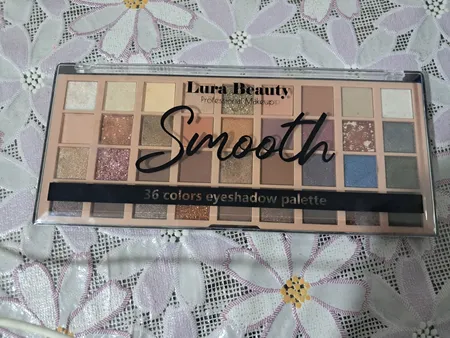 Lura Beauty
Professional Makeup
Smooth
36 colors eyeshadow palette